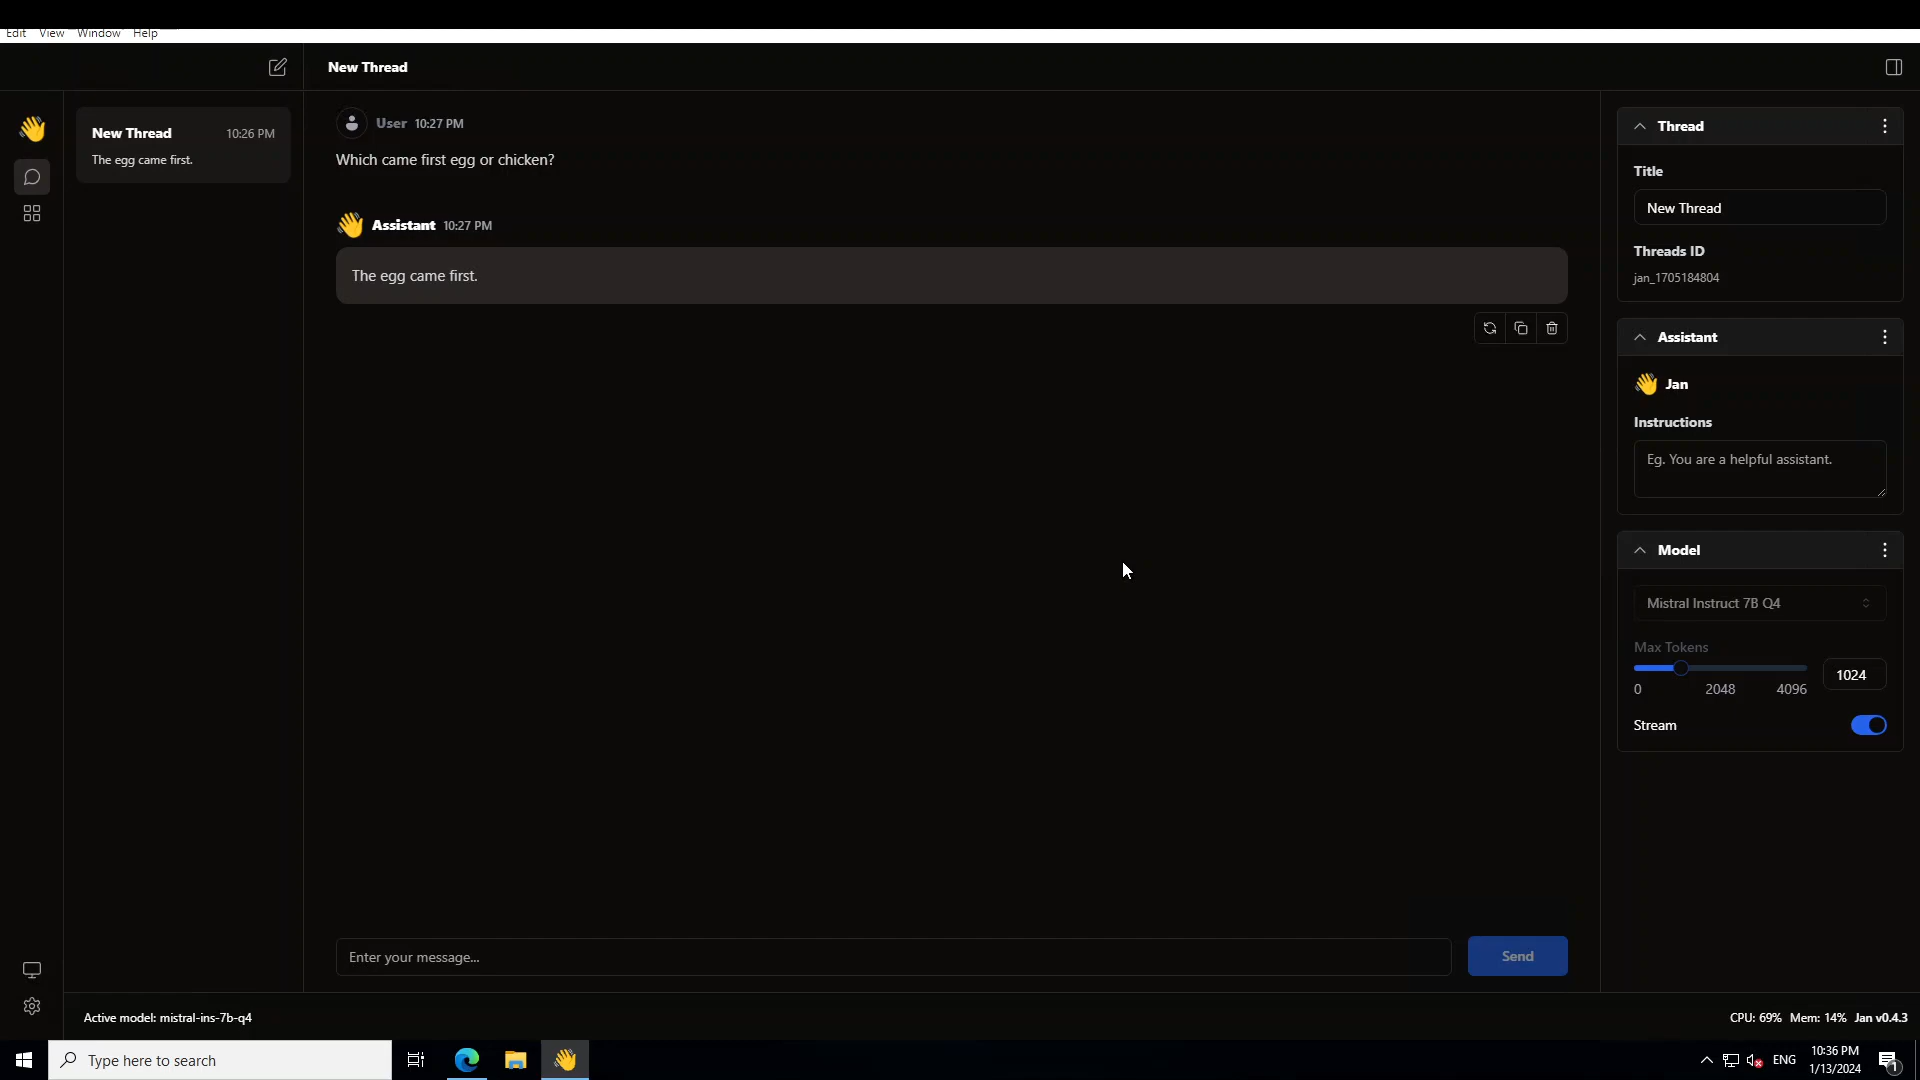 Edit View Window Help
New Thread
New Thread 10:26 PM
The egg came first.
User 10:27 PM
Which came first egg or chicken?
Assistant 10:27 PM
The egg came first.
Thread
Title
New Thread
Threads ID
jan_1705184804
Assistant
Jan
Instructions
Eg. You are a helpful assistant.
Model
Mistral Instruct 7B Q4
Max Tokens
1024
0 2048 4096
Stream
Enter your message...
Send
Active model: mistral-ins-7b-q4
CPU: 69% Mem: 14% Jan v0.4.3
Type here to search
ENG
10:36 PM
1/13/2024
1